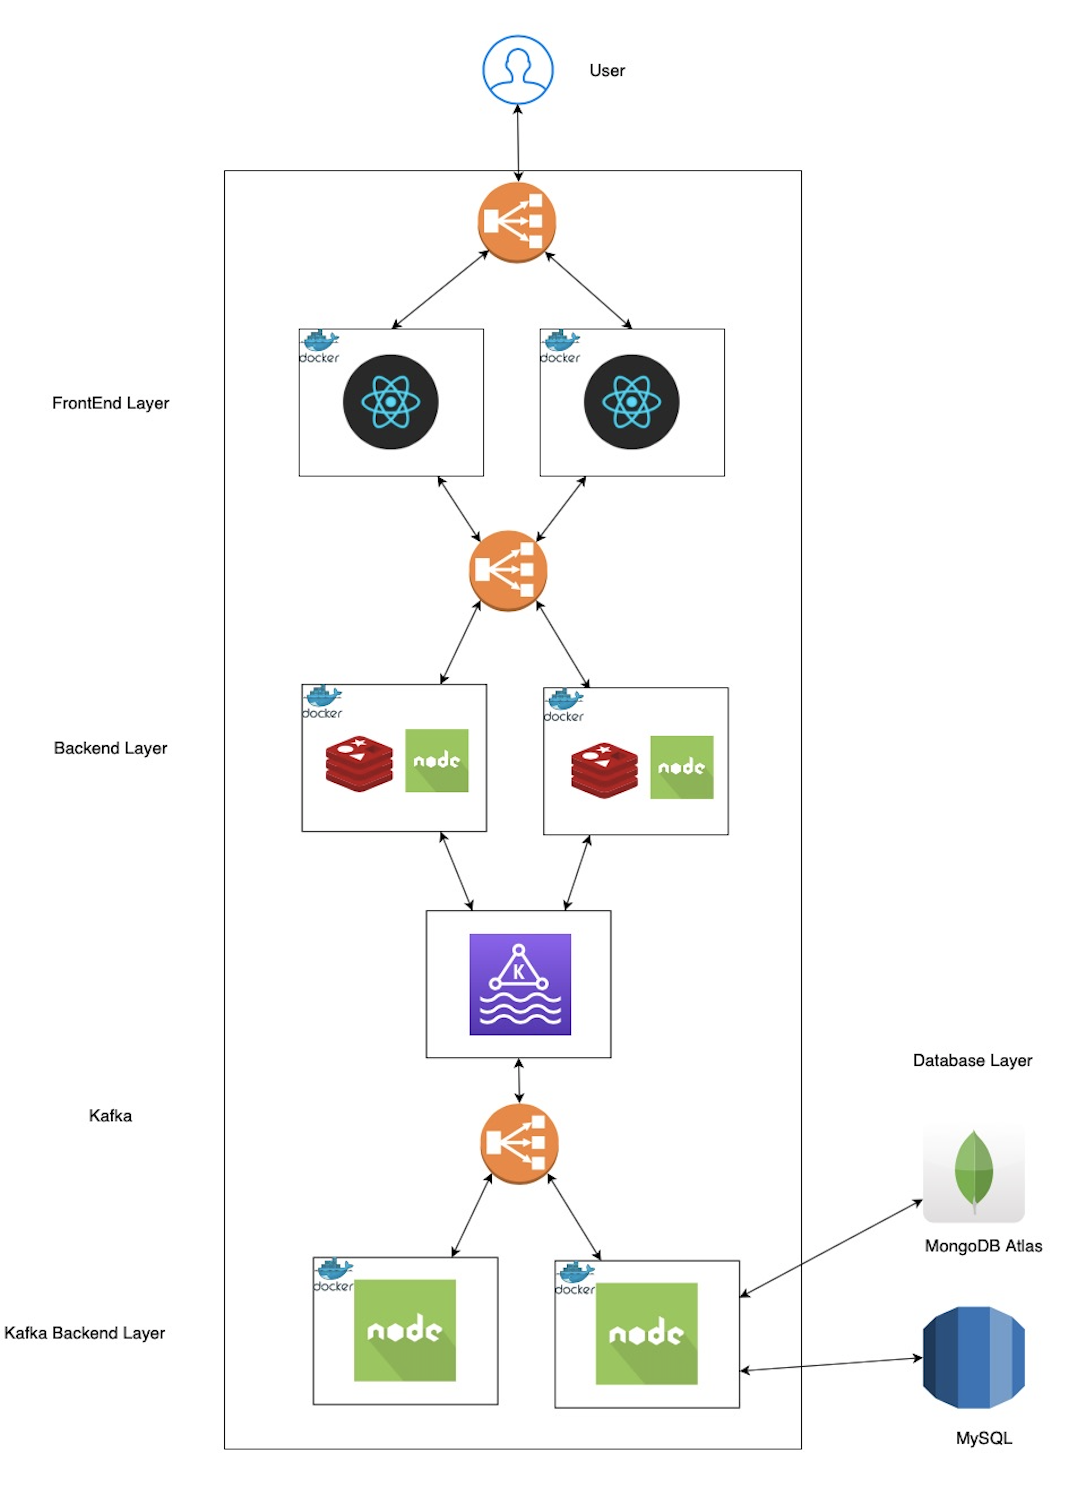 User
docker
docker
FrontEnd Layer
docker
docker
node
node
Backend Layer
K
Database Layer
Kafka
MongoDB Atlas
docker
docker
node
node
Kafka Backend Layer
MySQL